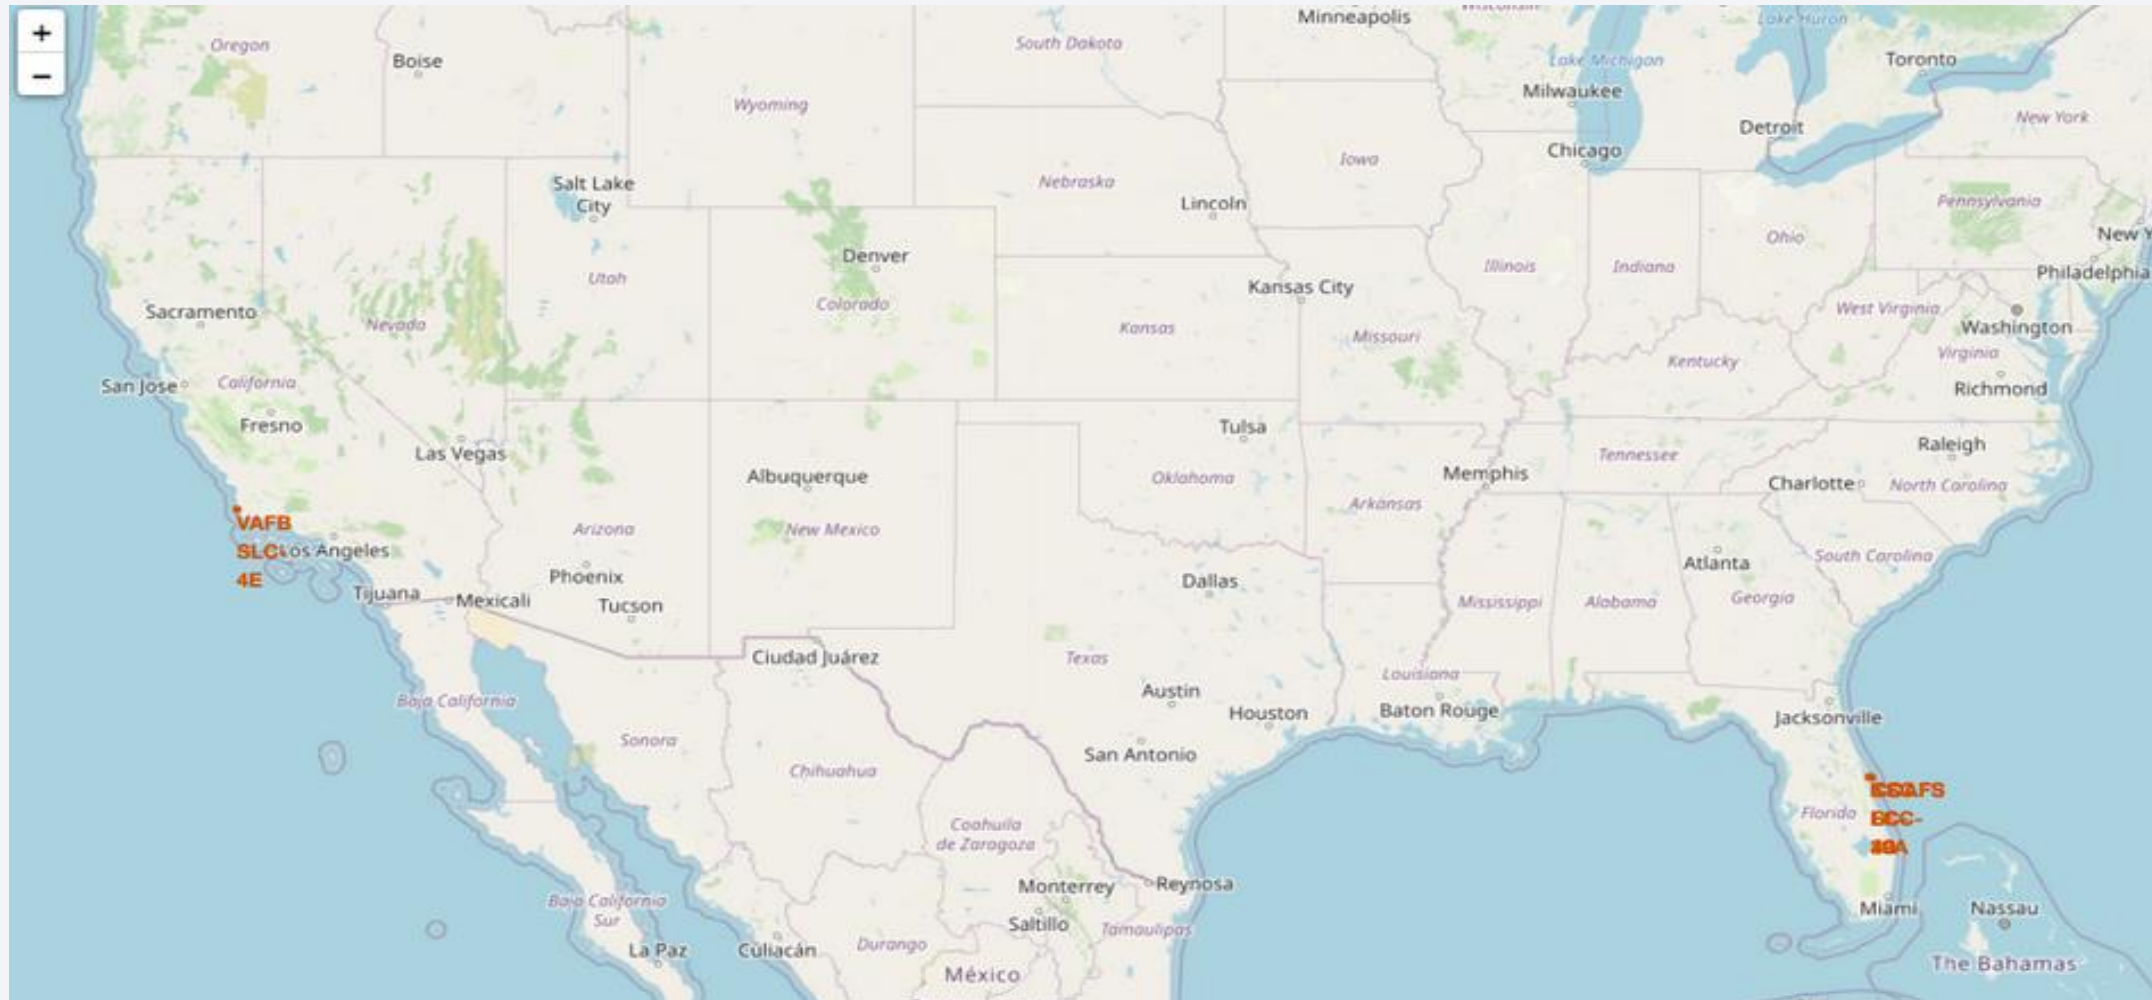 +
−
Minneapolis
Wisconsin
Lake Huron
Oregon
South Dakota
Boise
Lake Michigan
Toronto
Milwaukee
Wyoming
New York
Detroit
Chicago
Iowa
Salt Lake
City
Nebraska
Lincoln
Pennsylvania
New Y
Ohio
Denver
Illinois
Indiana
Philadelphia
Utah
Kansas City
Colorado
West Virginia
Sacramento
Nevada
Kansas
Missouri
Washington
Virginia
Kentucky
San Jose
California
Richmond
Fresno
Tulsa
Raleigh
Las Vegas
Tennessee
Albuquerque
Oklahoma
Memphis
Charlotte
North Carolina
Arkansas
VAFB
Arizona
New Mexico
SLC-
Los Angeles
South Carolina
Atlanta
4E
Phoenix
Dallas
Tijuana
Mexicali
Tucson
Mississippi
Alabama
Georgia
Ciudad Juárez
Texas
Louisiana
Baja California
Austin
Houston
Baton Rouge
Jacksonville
Sonora
San Antonio
Chihuahua
Florida
Coahuila
de Zaragoza
Monterrey
Reynosa
Baja California
Sur
Miami
Nassau
Saltillo
Tamaulipas
La Paz
Culiacán
Durango
The Bahamas
México